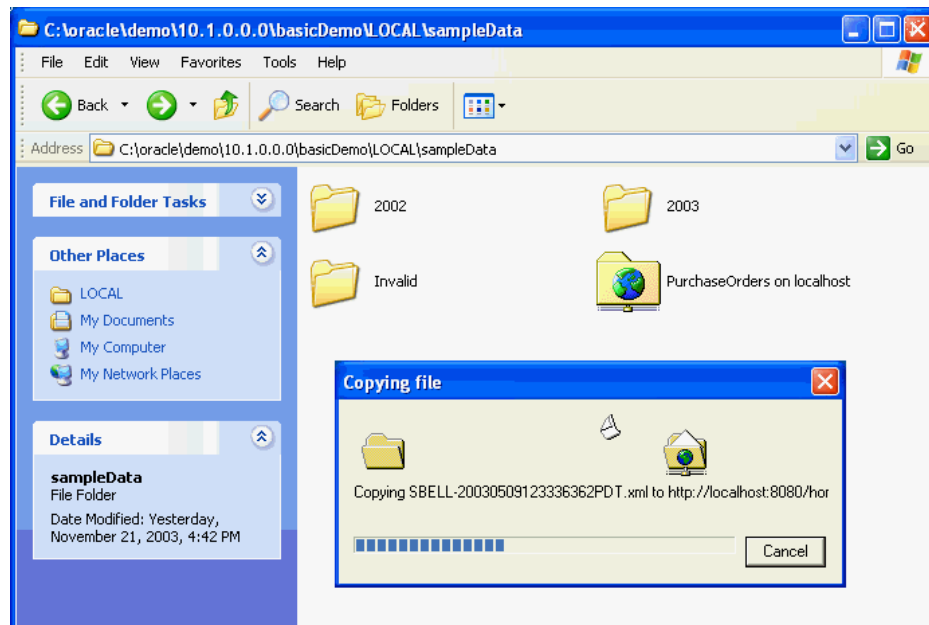 C:\oracle\demo\10.1.0.0.0\basicDemo\LOCAL\sampleData
File Edit View Favorites Tools Help
Back Search Folders
Address C:\oracle\demo\10.1.0.0.0\basicDemo\LOCAL\sampleData Go
File and Folder Tasks
Other Places
LOCAL
My Documents
My Computer
My Network Places
Details
sampleData
File Folder
Date Modified: Yesterday,
November 21, 2003, 4:42 PM
2002
2003
Invalid
PurchaseOrders on localhost
Copying file
Copying SBELL-20030509123336362PDT.xml to http://localhost:8080/hor
Cancel